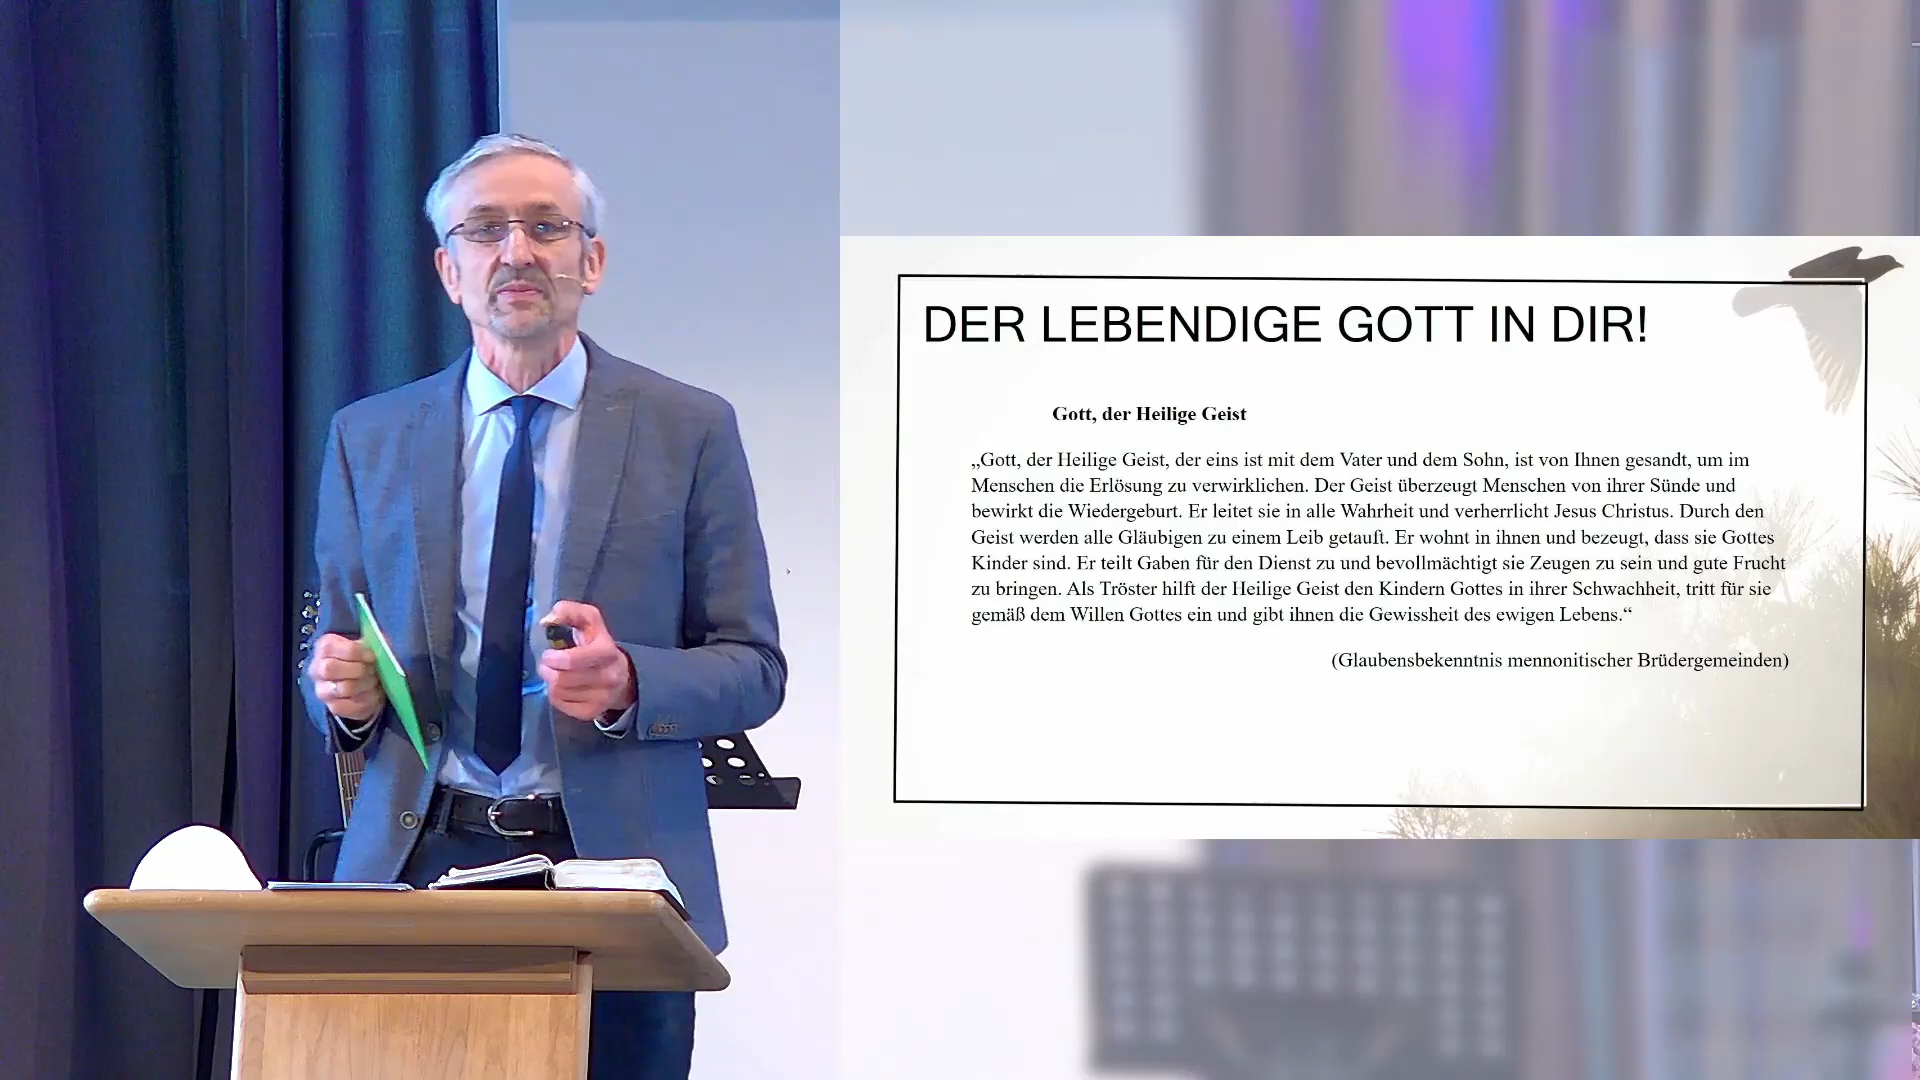 DER LEBENDIGE GOTT IN DIR!
Gott, der Heilige Geist
„Gott, der Heilige Geist, der eins ist mit dem Vater und dem Sohn, ist von Ihnen gesandt, um im
Menschen die Erlösung zu verwirklichen. Der Geist überzeugt Menschen von ihrer Sünde und
bewirkt die Wiedergeburt. Er leitet sie in alle Wahrheit und verherrlicht Jesus Christus. Durch den
Geist werden alle Gläubigen zu einem Leib getauft. Er wohnt in ihnen und bezeugt, dass sie Gottes
Kinder sind. Er teilt Gaben für den Dienst zu und bevollmächtigt sie Zeugen zu sein und gute Frucht
zu bringen. Als Tröster hilft der Heilige Geist den Kindern Gottes in ihrer Schwachheit, tritt für sie
gemäß dem Willen Gottes ein und gibt ihnen die Gewissheit des ewigen Lebens.“
(Glaubensbekenntnis mennonitischer Brüdergemeinden)